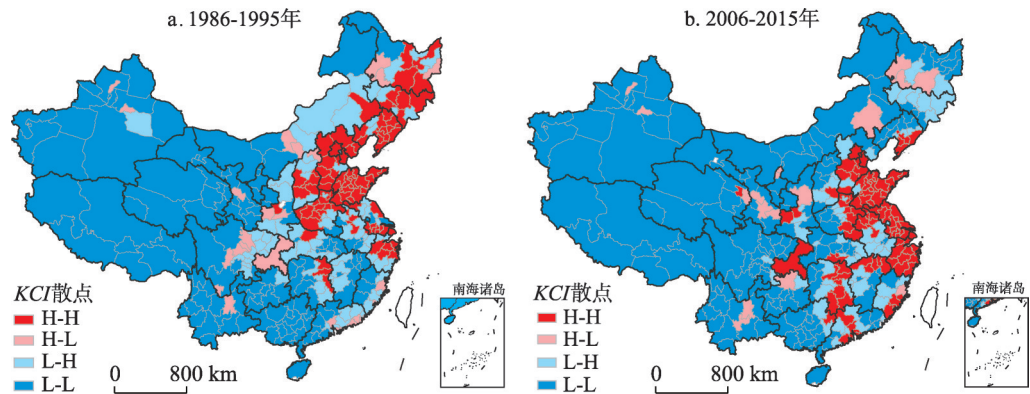 a. 1986-1995年
KCI散点
H-H
H-L
L-H
L-L
0 800 km
南海诸岛
b. 2006-2015年
KCI散点
H-H
H-L
L-H
L-L
0 800 km
南海诸岛